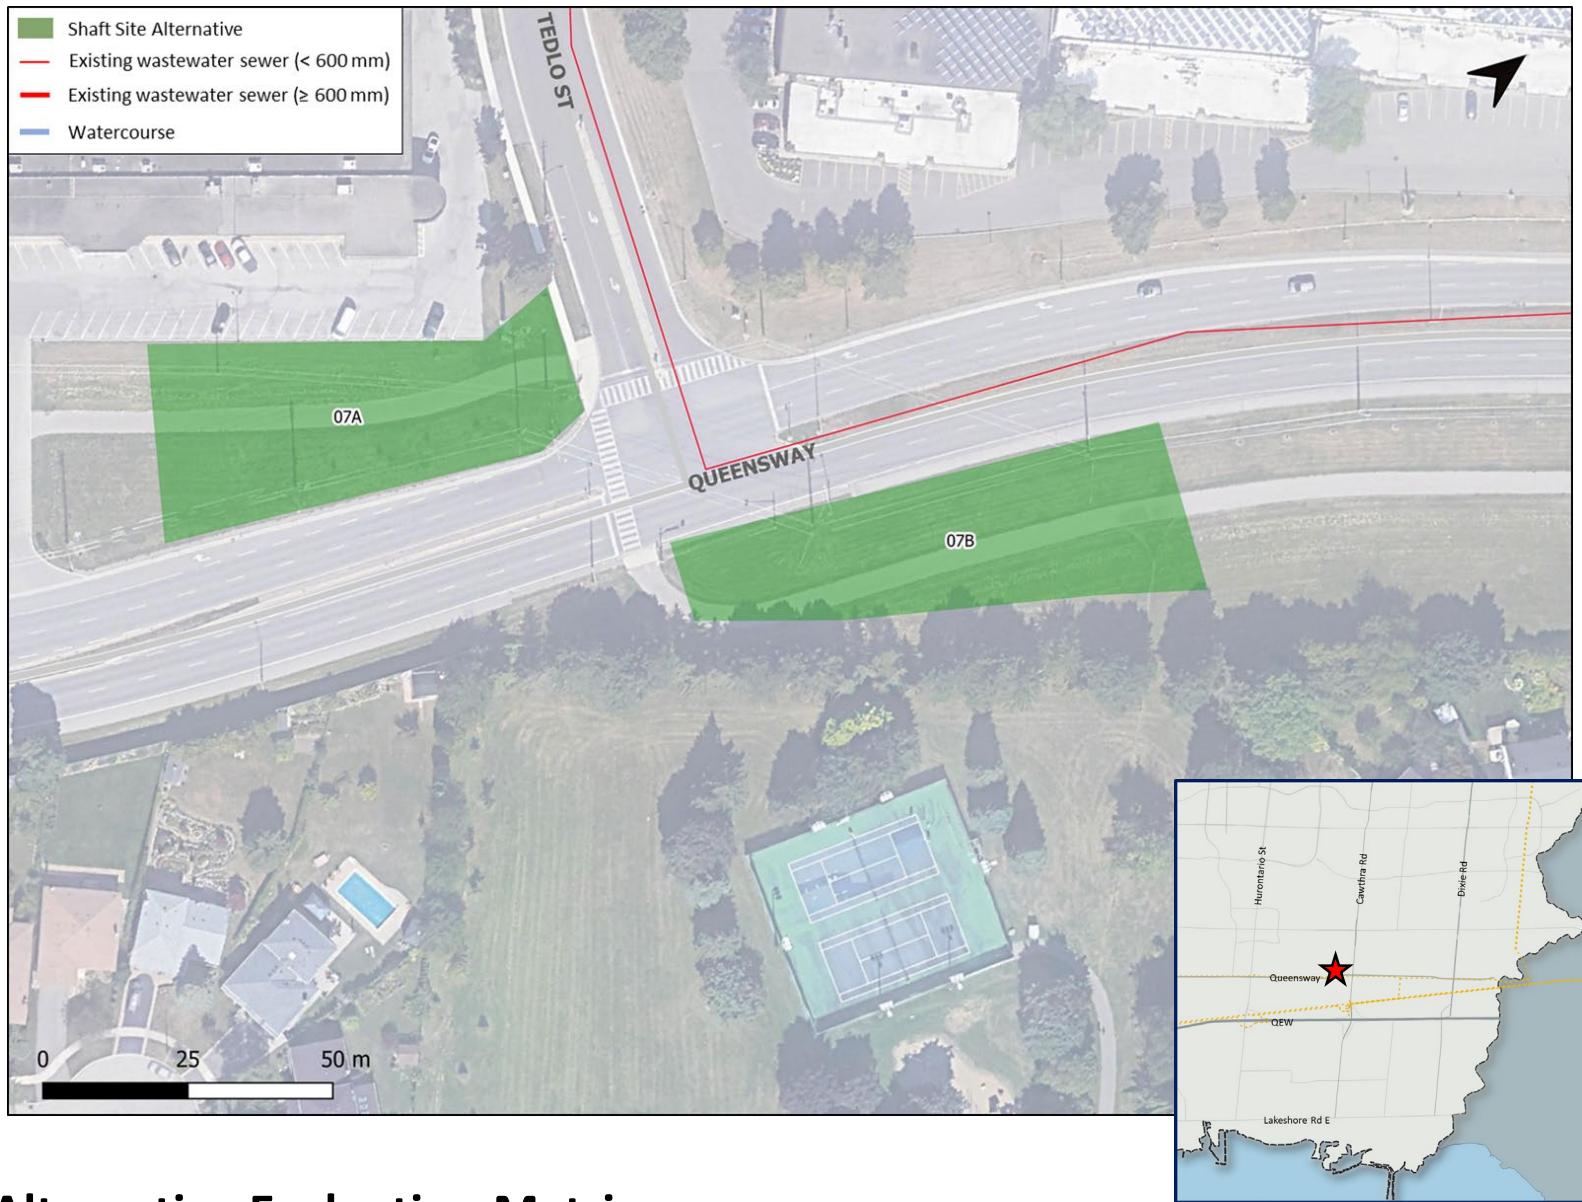 Shaft Site Alternative
Existing wastewater sewer (< 600 mm)
Existing wastewater sewer (≥ 600 mm)
Watercourse
TEDLO ST
07A
QUEENSWAY
07B
0 25 50 m
Hurontario St
Cawthra Rd
Dixie Rd
Queensway
QEW
Lakeshore Rd E
Alternative Evaluation Matrix